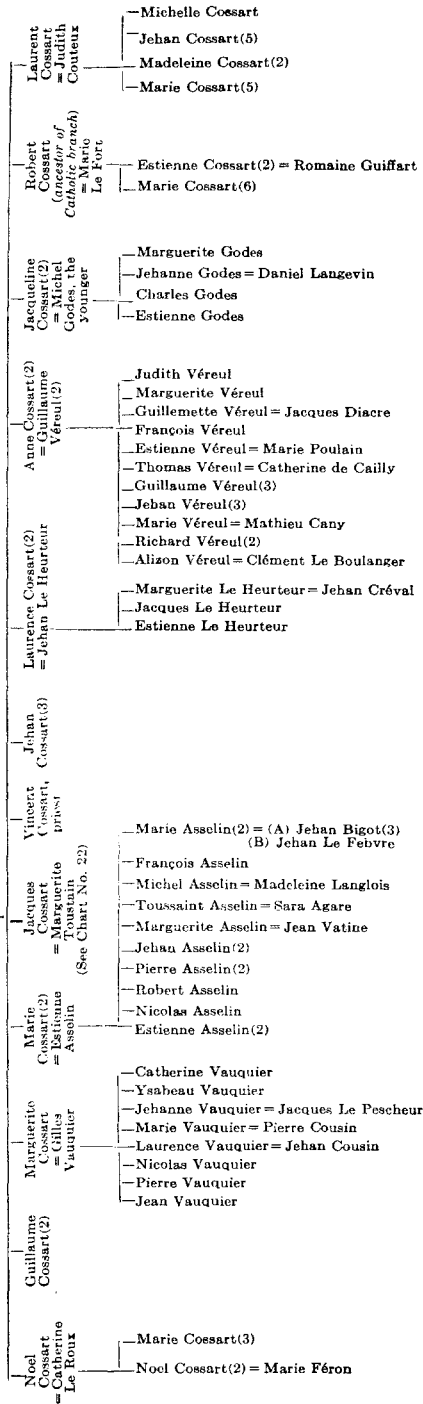 Laurent
Cossart
= Judith
Couteux
Michelle Cossart
Jehan Cossart(5)
Madeleine Cossart(2)
Marie Cossart(5)
Robert
Cossart
(ancestor of
Catholic branch)
= Marie
Le Fort
Estienne Cossart(2) = Romaine Guiffart
Marie Cossart(6)
Jacqueline
Cossart(2)
= Michel
Godes, the
younger
Marguerite Godes
Jehanne Godes = Daniel Langevin
Charles Godes
Estienne Godes
Anne Cossart(2)
= Guillaume
Véreul(2)
Judith Véreul
Marguerite Véreul
Guillemette Véreul = Jacques Diacre
François Véreul
Estienne Véreul = Marie Poulain
Thomas Véreul = Catherine de Cailly
Guillaume Véreul(3)
Jehan Véreul(3)
Marie Véreul = Mathieu Cany
Richard Véreul(2)
Alizon Véreul = Clément Le Boulanger
Laurence Cossart(2)
= Jehan Le Heurteur
Marguerite Le Heurteur = Jehan Créval
Jacques Le Heurteur
Estienne Le Heurteur
Jehan
Cossart(3)
Vincent
Cossart,
priest
Jacques
Cossart
= Marguerite
Toustain
(See Chart No. 22)
Marie
Cossart(2)
= Estienne
Asselin
Marie Asselin(2) = (A) Jehan Bigot(3)
(B) Jehan Le Febvre
François Asselin
Michel Asselin = Madeleine Langlois
Toussaint Asselin = Sara Agare
Marguerite Asselin = Jean Vatine
Jehan Asselin(2)
Pierre Asselin(2)
Robert Asselin
Nicolas Asselin
Estienne Asselin(2)
Marguerite
Cossart
= Gilles
Vauquier
Catherine Vauquier
Ysabeau Vauquier
Jehanne Vauquier = Jacques Le Pescheur
Marie Vauquier = Pierre Cousin
Laurence Vauquier = Jehan Cousin
Nicolas Vauquier
Pierre Vauquier
Jean Vauquier
Guillaume
Cossart(2)
Noel
Cossart
= Catherine
Le Roux
Marie Cossart(3)
Noel Cossart(2) = Marie Féron